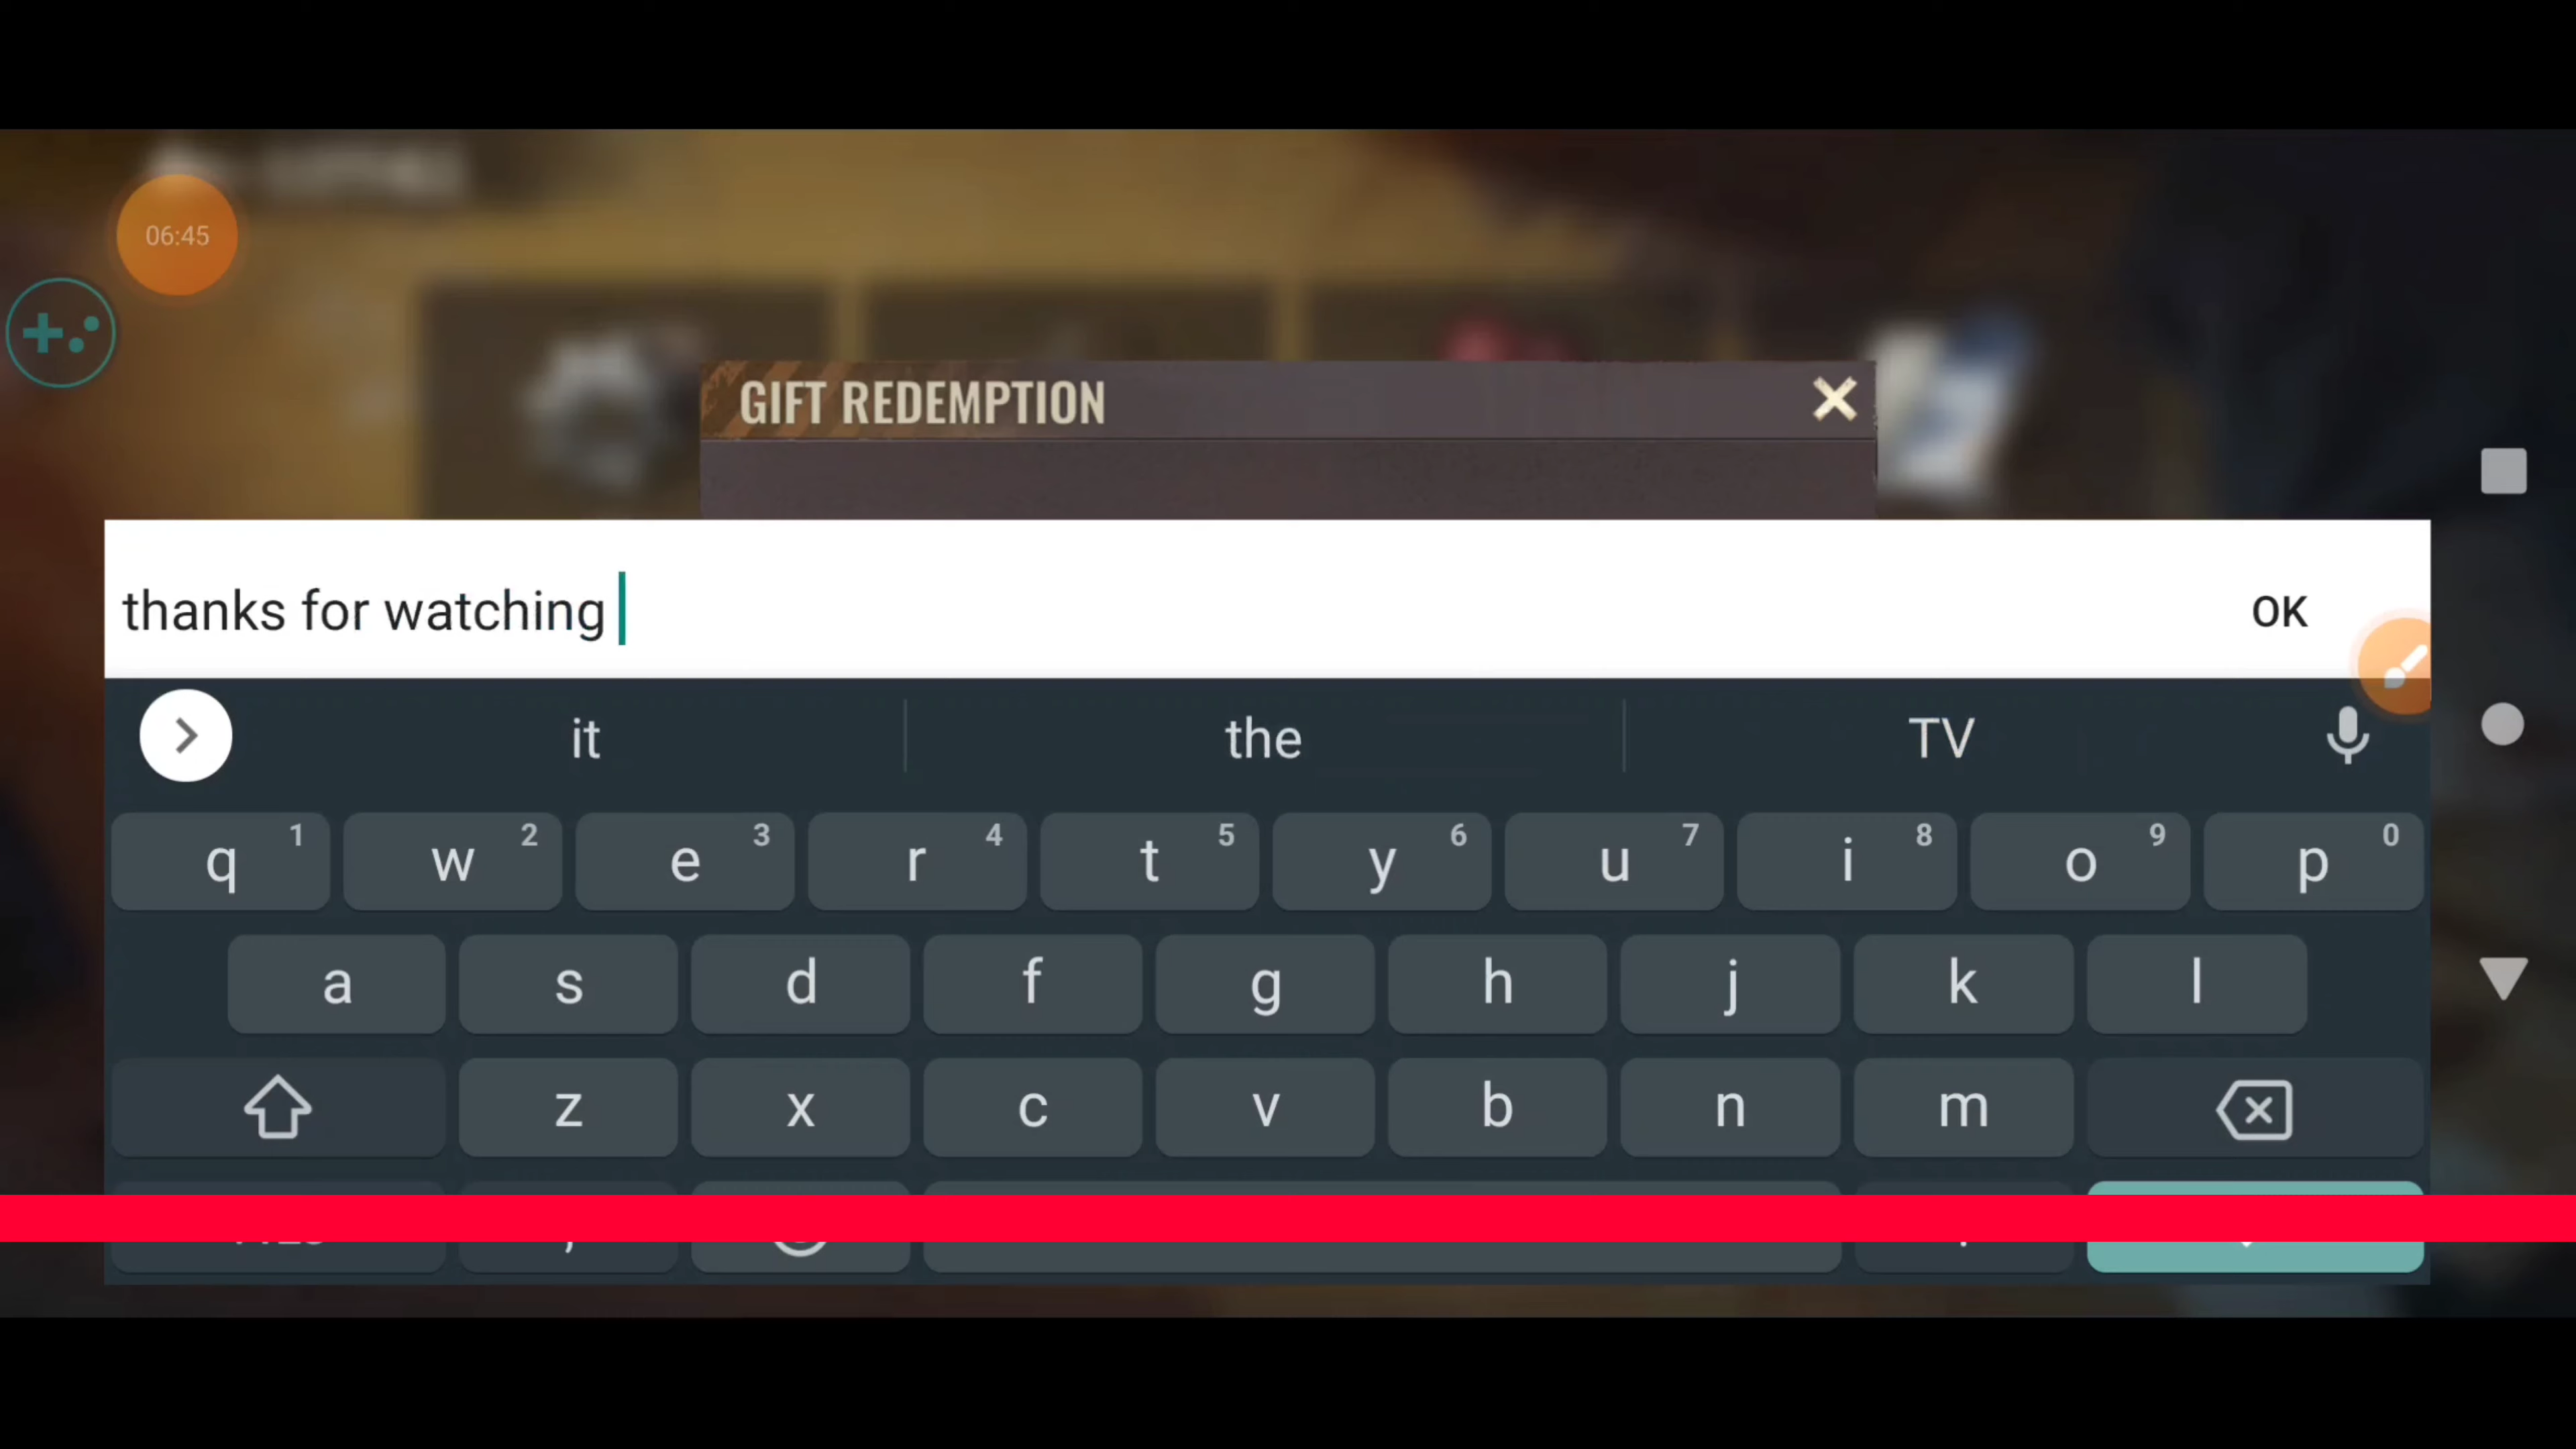 06:45
GIFT REDEMPTION
thanks for watching
OK
it the TV
q 1 w 2 e 3 r 4 t 5 y 6 u 7 i 8 o 9 p 0
a s d f g h j k l
z x c v b n m